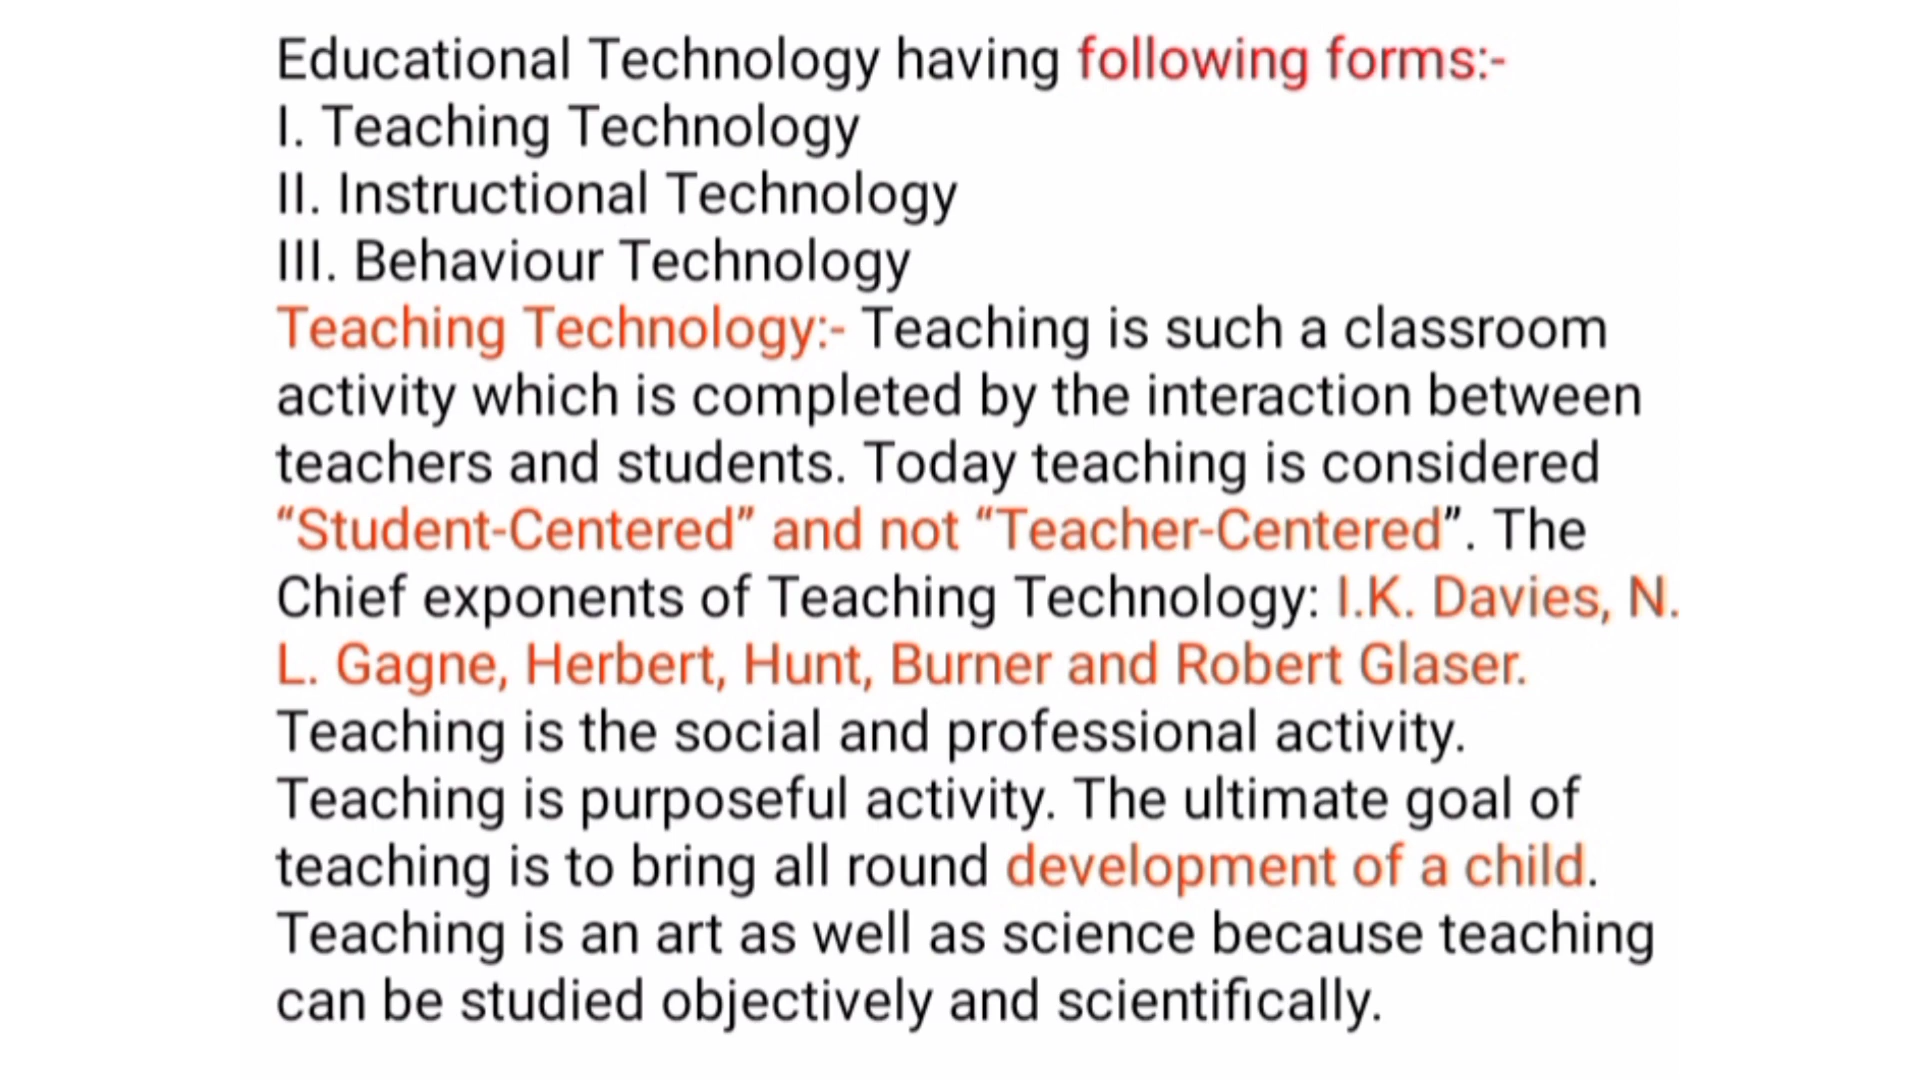 Educational Technology having following forms:-
I. Teaching Technology
II. Instructional Technology
III. Behaviour Technology
Teaching Technology:- Teaching is such a classroom
activity which is completed by the interaction between
teachers and students. Today teaching is considered
“Student-Centered” and not “Teacher-Centered”. The
Chief exponents of Teaching Technology: I.K. Davies, N.
L. Gagne, Herbert, Hunt, Burner and Robert Glaser.
Teaching is the social and professional activity.
Teaching is purposeful activity. The ultimate goal of
teaching is to bring all round development of a child.
Teaching is an art as well as science because teaching
can be studied objectively and scientifically.